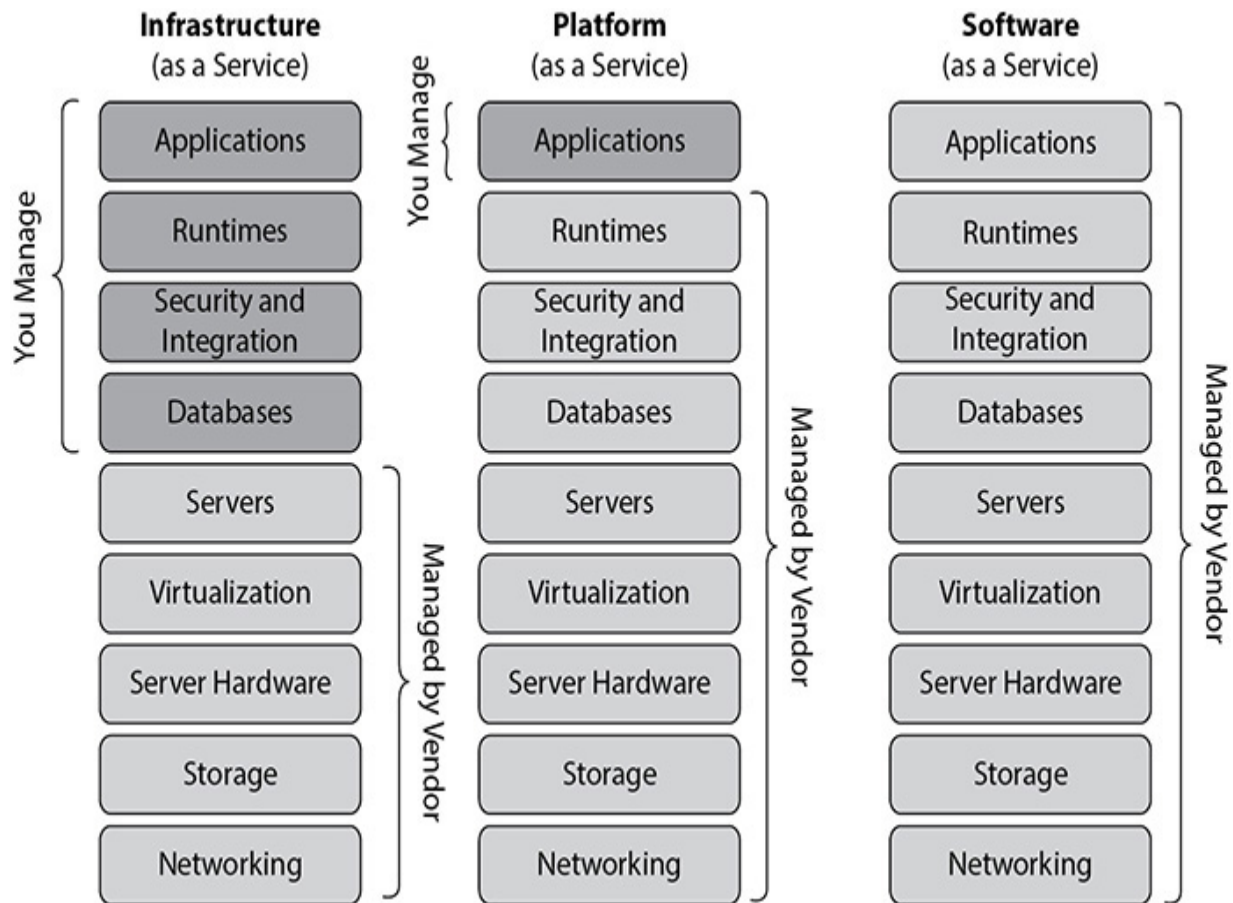 Infrastructure
(as a Service)
You Manage
Applications
Runtimes
Security and
Integration
Databases
Servers
Virtualization
Server Hardware
Storage
Networking
Managed by Vendor
Platform
(as a Service)
You Manage
Applications
Runtimes
Security and
Integration
Databases
Servers
Virtualization
Server Hardware
Storage
Networking
Managed by Vendor
Software
(as a Service)
Applications
Runtimes
Security and
Integration
Databases
Servers
Virtualization
Server Hardware
Storage
Networking
Managed by Vendor